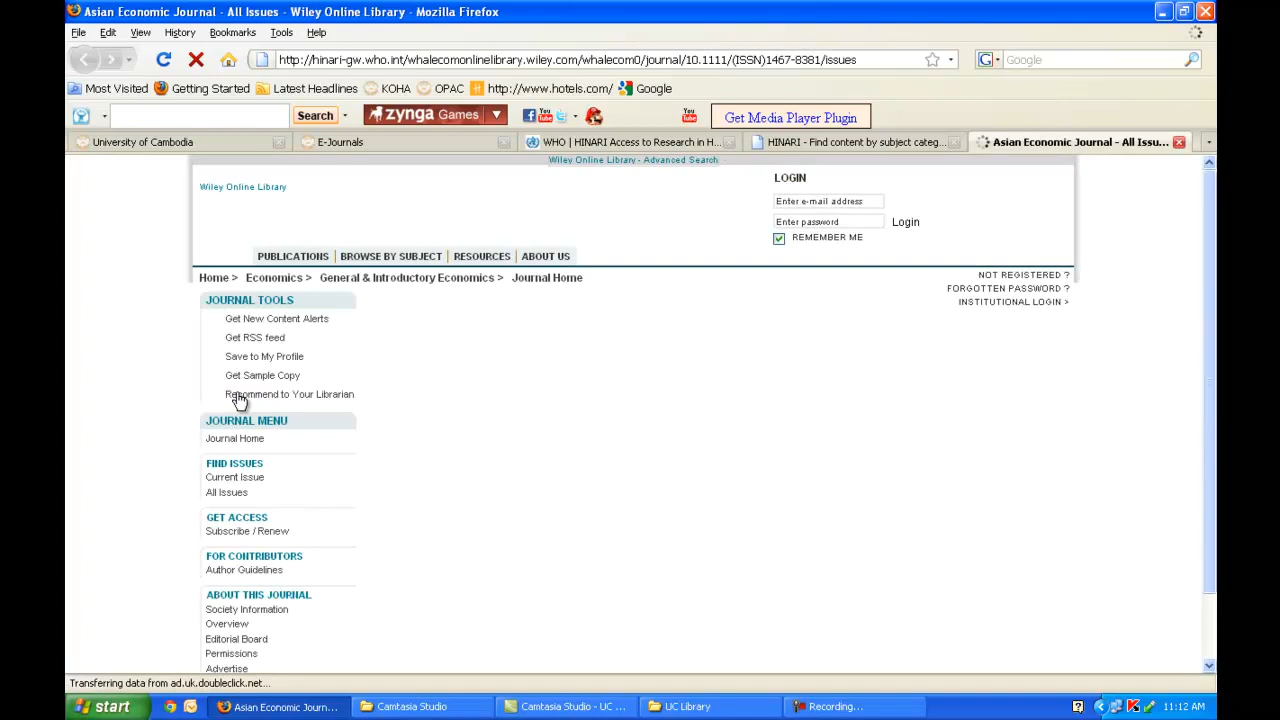 Asian Economic Journal - All Issues - Wiley Online Library - Mozilla Firefox
File Edit View History Bookmarks Tools Help
http://hinari-gw.who.int/whalecomonlinelibrary.wiley.com/whalecom0/journal/10.1111/(ISSN)1467-8381/issues
Google
Most Visited Getting Started Latest Headlines KOHA OPAC http://www.hotels.com/ Google
Search zynga Games You Tube You Tube Get Media Player Plugin
University of Cambodia E-Journals WHO | HINARI Access to Research in H... HINARI - Find content by subject categ... Asian Economic Journal - All Issu...
Wiley Online Library - Advanced Search
LOGIN
Wiley Online Library
Enter e-mail address
Enter password Login
REMEMBER ME
PUBLICATIONS BROWSE BY SUBJECT RESOURCES ABOUT US
Home > Economics > General & Introductory Economics > Journal Home
NOT REGISTERED ?
FORGOTTEN PASSWORD ?
INSTITUTIONAL LOGIN >
JOURNAL TOOLS
Get New Content Alerts
Get RSS feed
Save to My Profile
Get Sample Copy
Recommend to Your Librarian
JOURNAL MENU
Journal Home
FIND ISSUES
Current Issue
All Issues
GET ACCESS
Subscribe / Renew
FOR CONTRIBUTORS
Author Guidelines
ABOUT THIS JOURNAL
Society Information
Overview
Editorial Board
Permissions
Advertise
Transferring data from ad.uk.doubleclick.net...
start Asian Economic Journ... Camtasia Studio Camtasia Studio - UC ... UC Library Recording... 11:12 AM